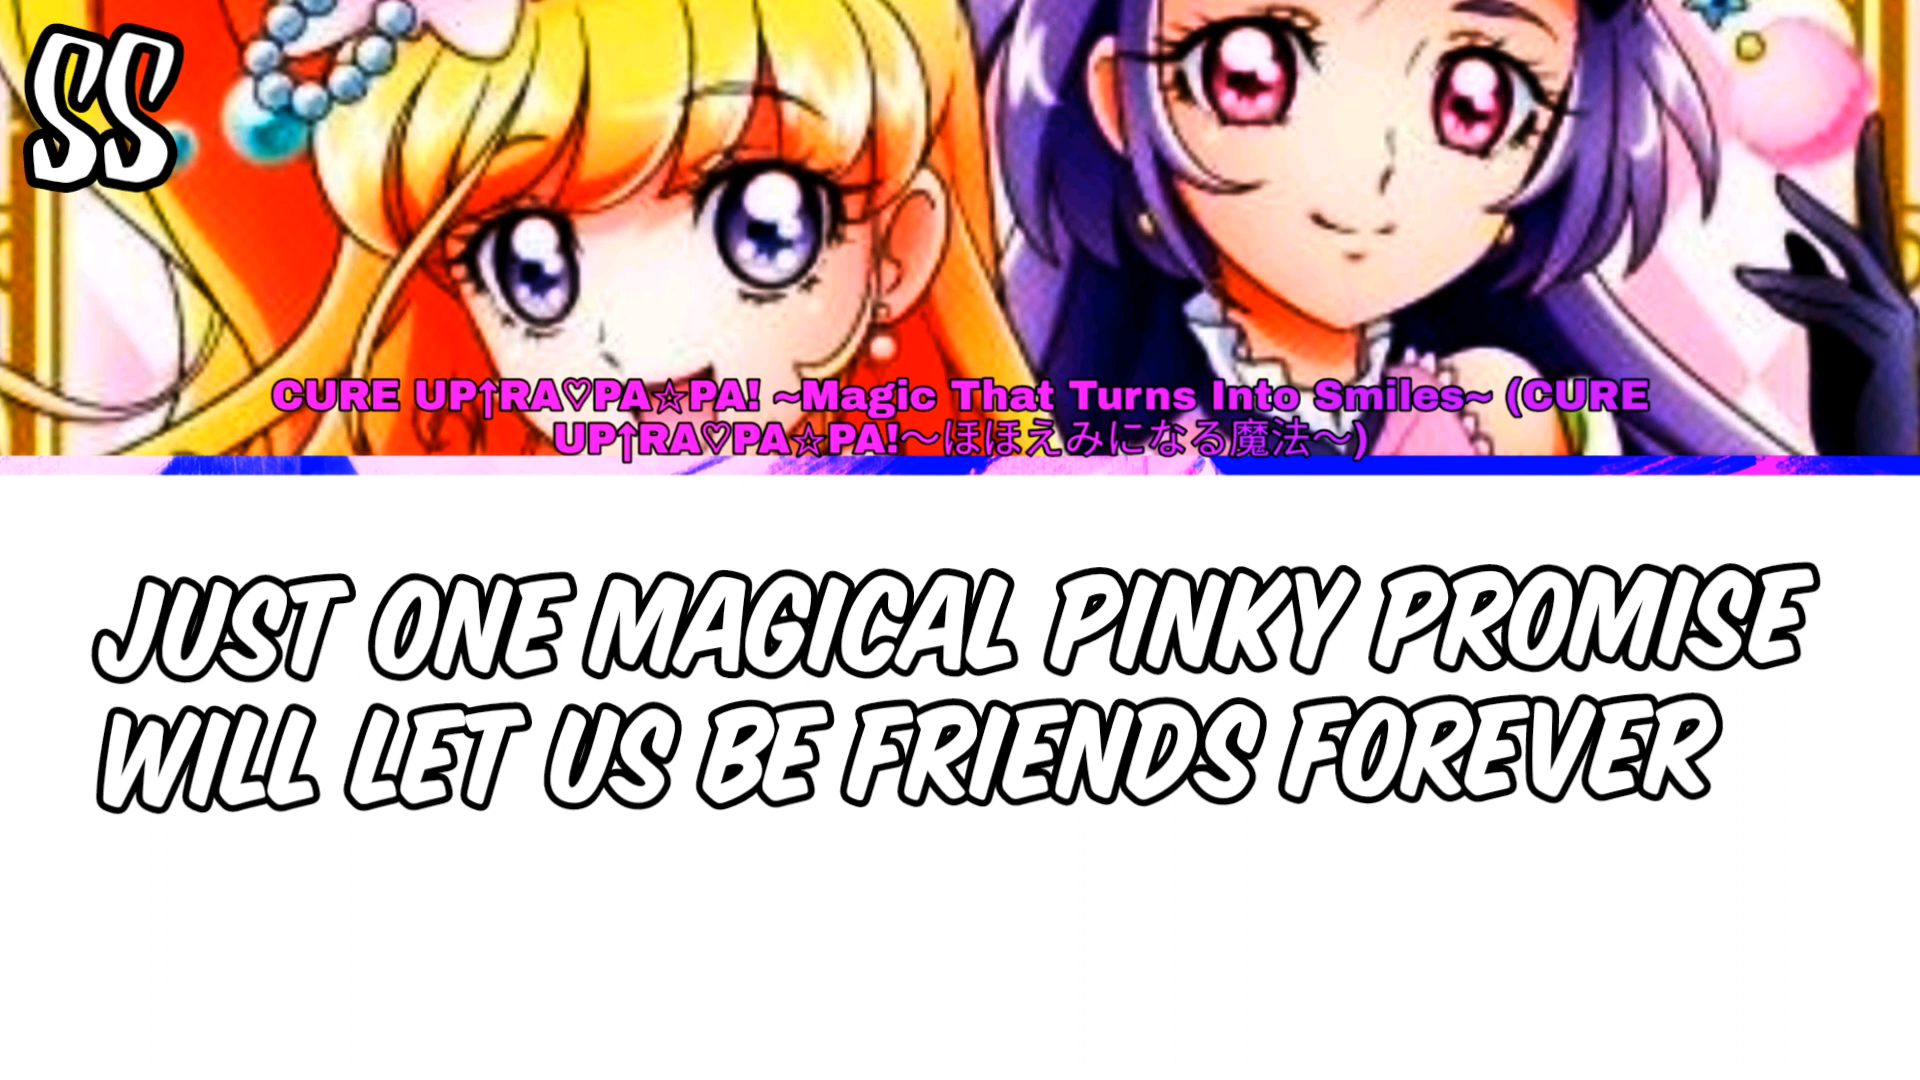 SS
CURE UP↑RA♡PA☆PA! ~Magic That Turns Into Smiles~ (CURE
UP↑RA♡PA☆PA!～ほほえみになる魔法～)
JUST ONE MAGICAL PINKY PROMISE
WILL LET US BE FRIENDS FOREVER